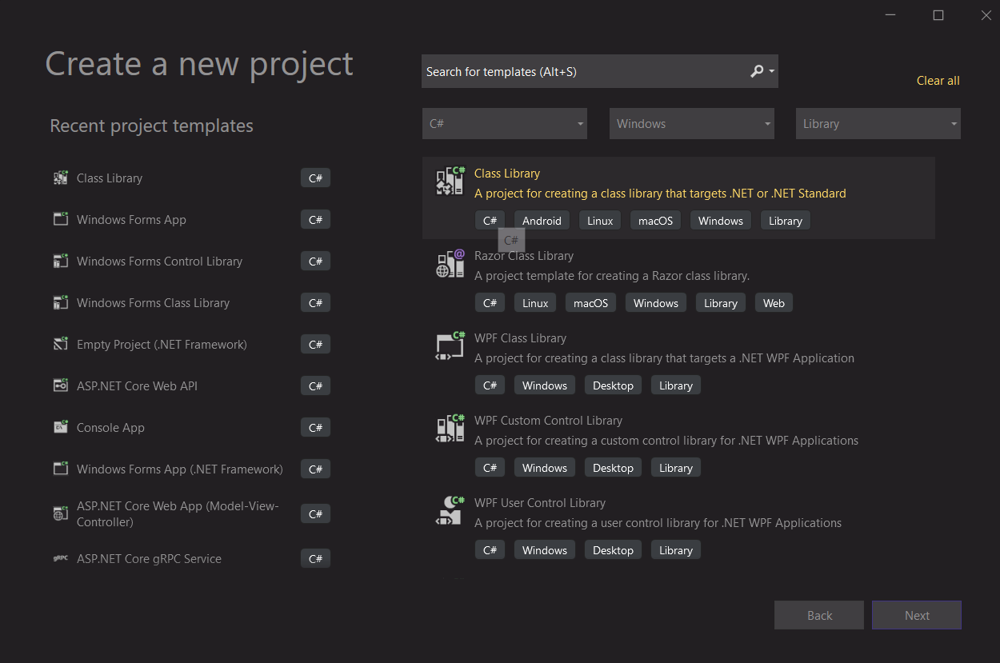 Create a new project
Search for templates (Alt+S)
Clear all
C#
Windows
Library
Recent project templates
Class Library C#
Windows Forms App C#
Windows Forms Control Library C#
Windows Forms Class Library C#
Empty Project (.NET Framework) C#
ASP.NET Core Web API C#
Console App C#
Windows Forms App (.NET Framework) C#
ASP.NET Core Web App (Model-View-
Controller) C#
gRPC ASP.NET Core gRPC Service C#
C# Class Library
A project for creating a class library that targets .NET or .NET Standard
C# Android Linux macOS Windows Library
C#
@ Razor Class Library
A project template for creating a Razor class library.
C# Linux macOS Windows Library Web
C# WPF Class Library
A project for creating a class library that targets a .NET WPF Application
C# Windows Desktop Library
C# WPF Custom Control Library
A project for creating a custom control library for .NET WPF Applications
C# Windows Desktop Library
C# WPF User Control Library
A project for creating a user control library for .NET WPF Applications
C# Windows Desktop Library
Back
Next